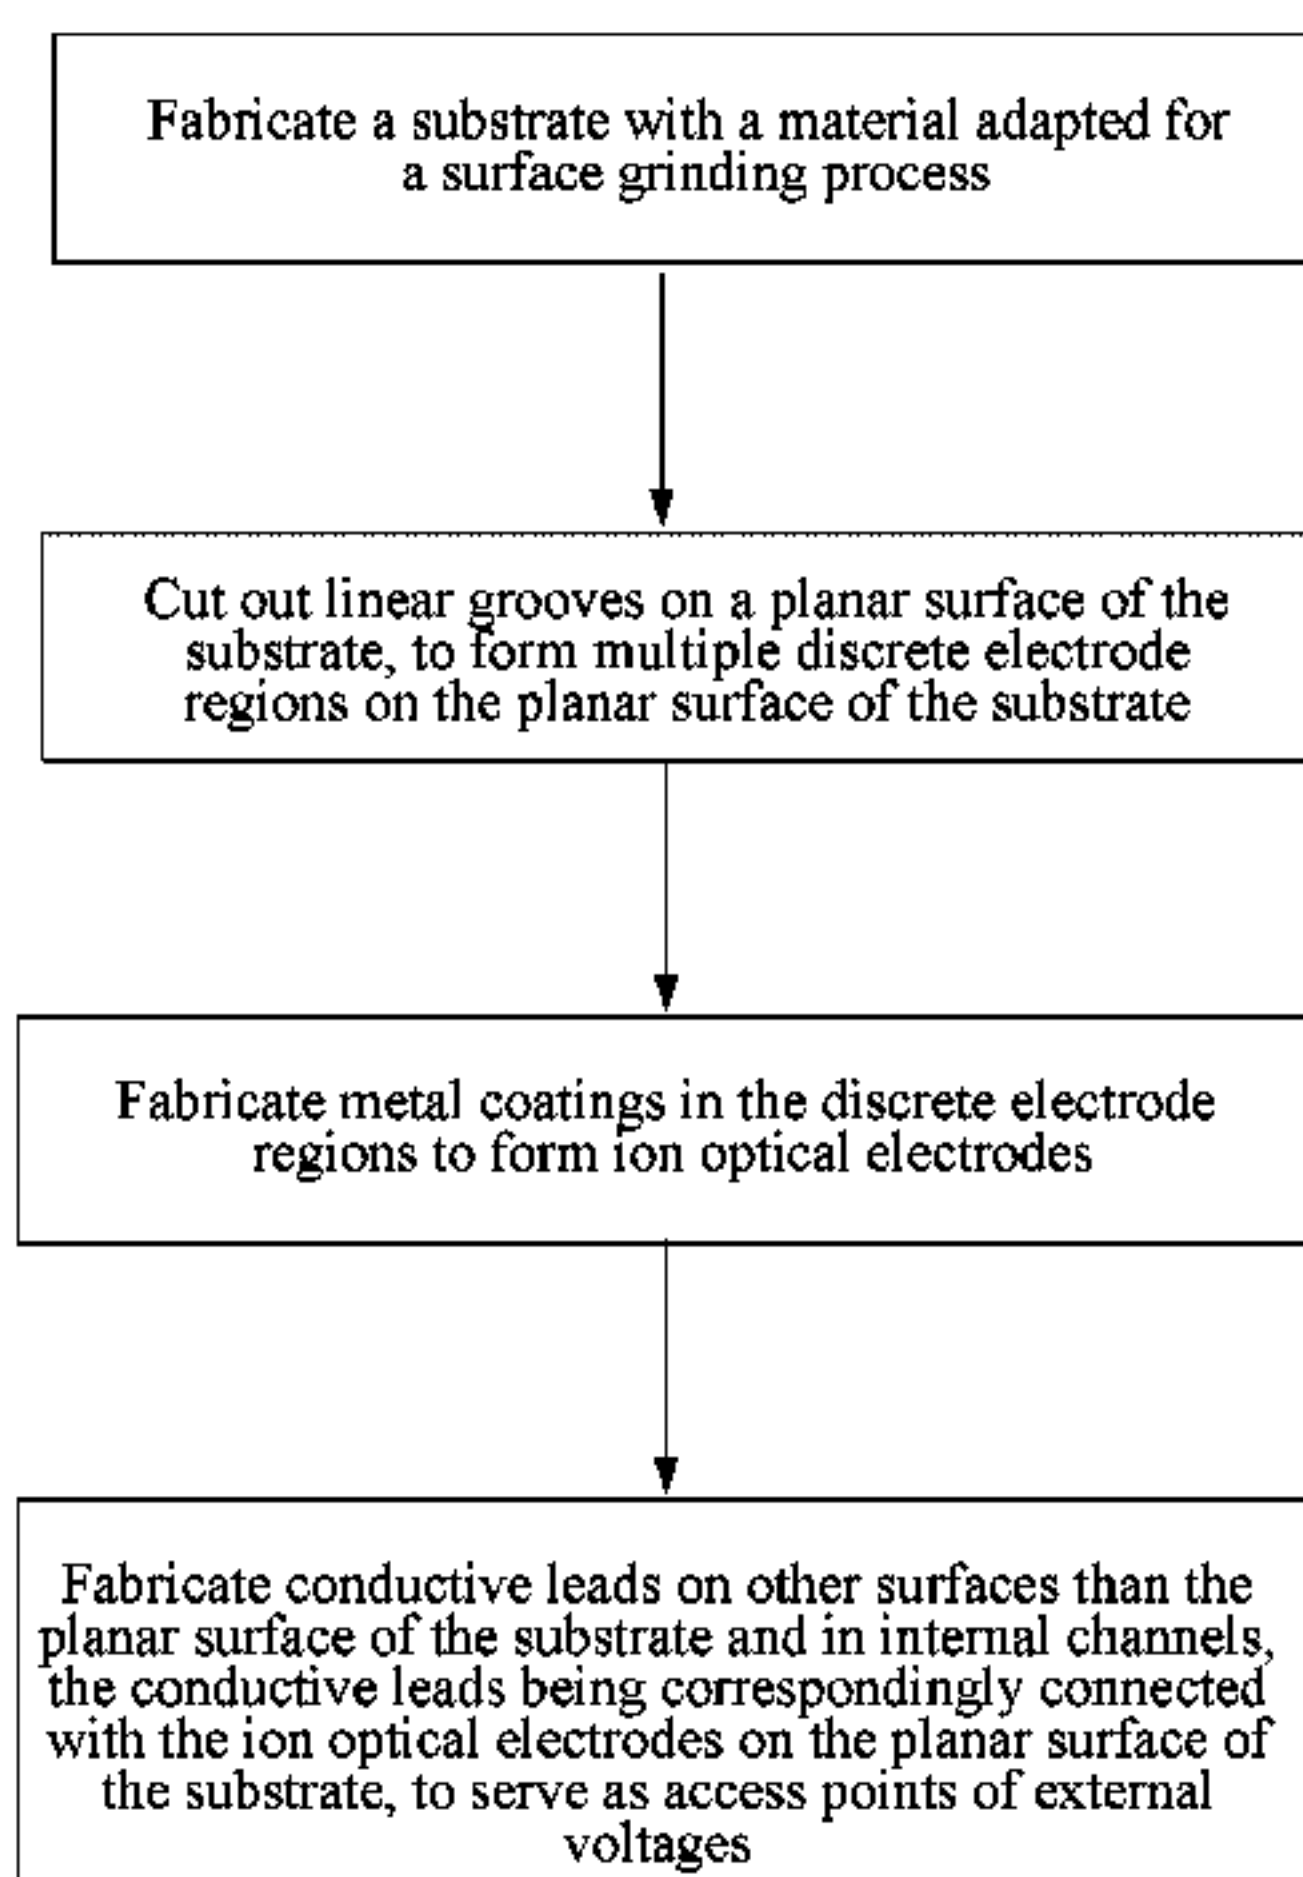 Fabricate a substrate with a material adapted for
a surface grinding process
Cut out linear grooves on a planar surface of the
substrate, to form multiple discrete electrode
regions on the planar surface of the substrate
Fabricate metal coatings in the discrete electrode
regions to form ion optical electrodes
Fabricate conductive leads on other surfaces than the
planar surface of the substrate and in internal channels,
the conductive leads being correspondingly connected
with the ion optical electrodes on the planar surface of
the substrate, to serve as access points of external
voltages